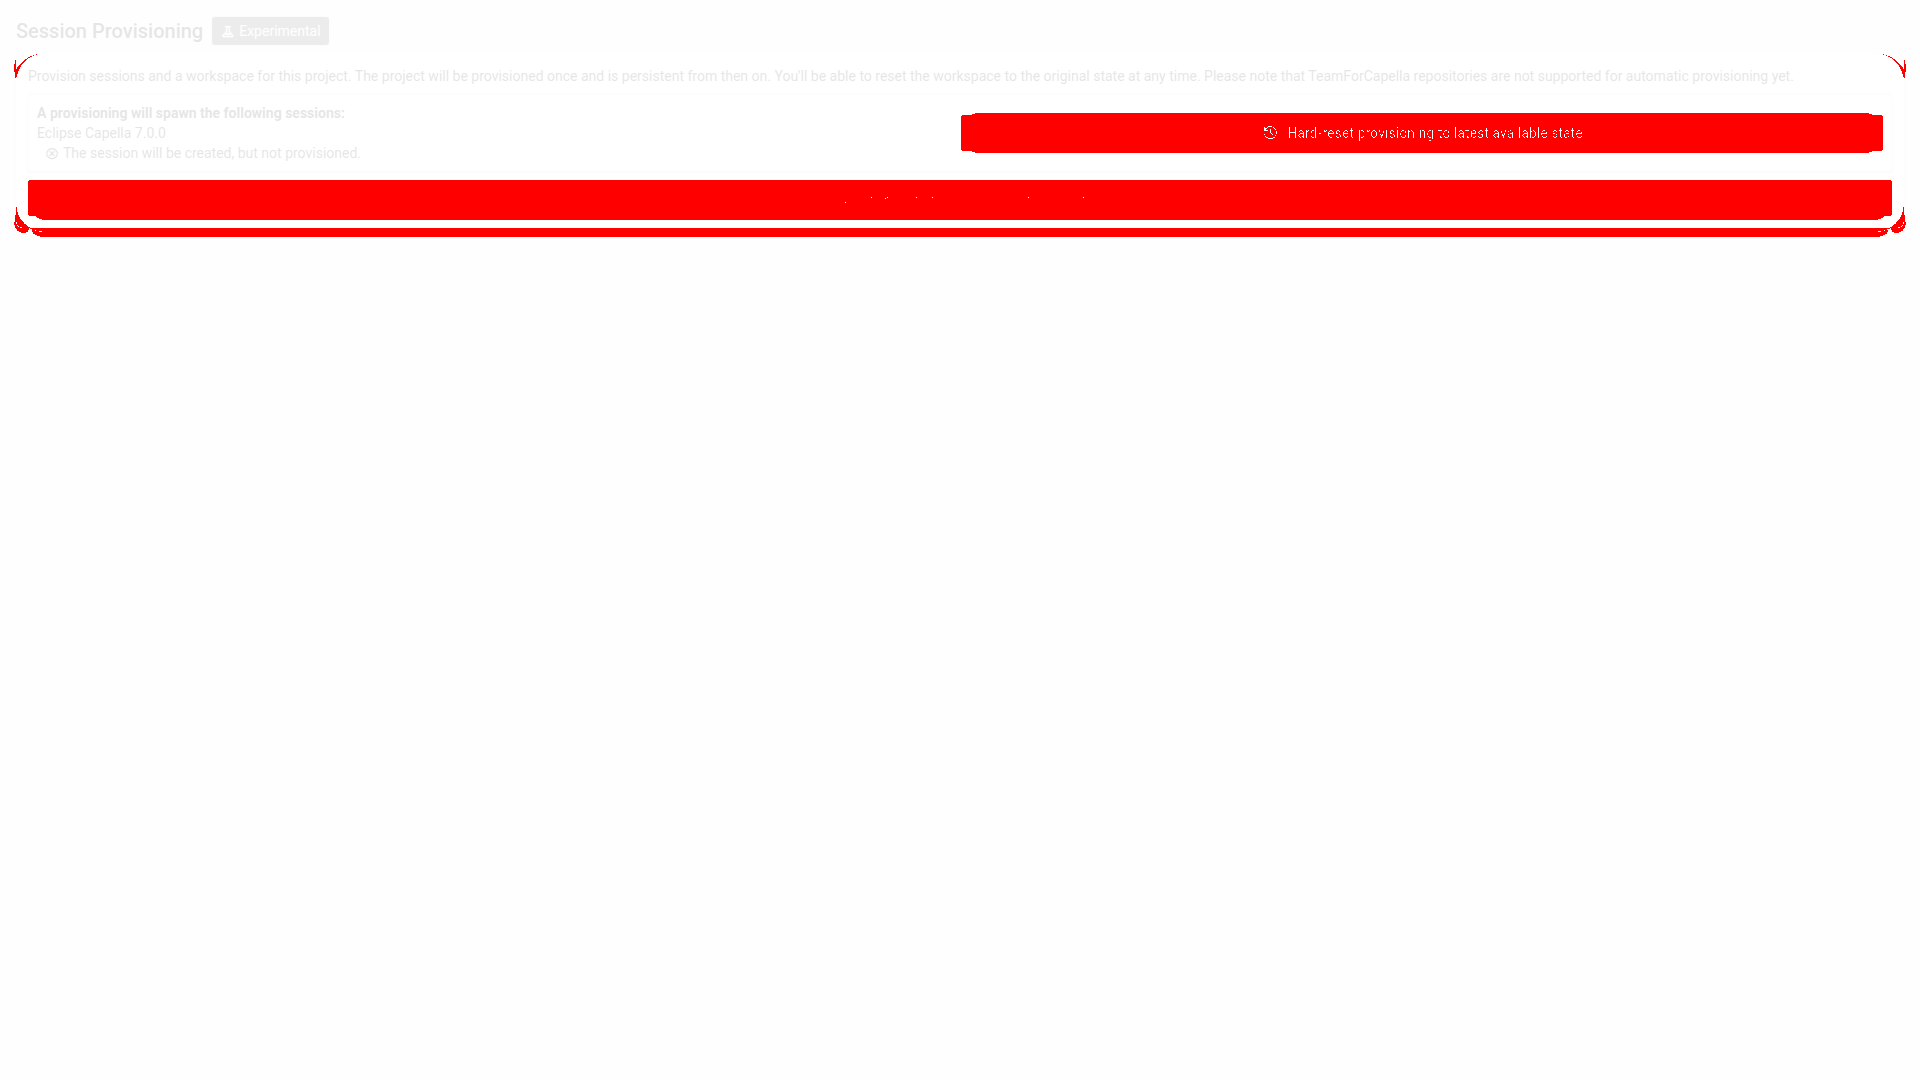 Session Provisioning
Experimental
Provision sessions and a workspace for this project. The project will be provisioned once and is persistent from then on. You'll be able to reset the workspace to the original state at any time. Please note that TeamForCapella repositories are not supported for automatic provisioning yet.
A provisioning will spawn the following sessions:
Eclipse Capella 7.0.0
The session will be created, but not provisioned.
Hard-reset provisioning to latest available state